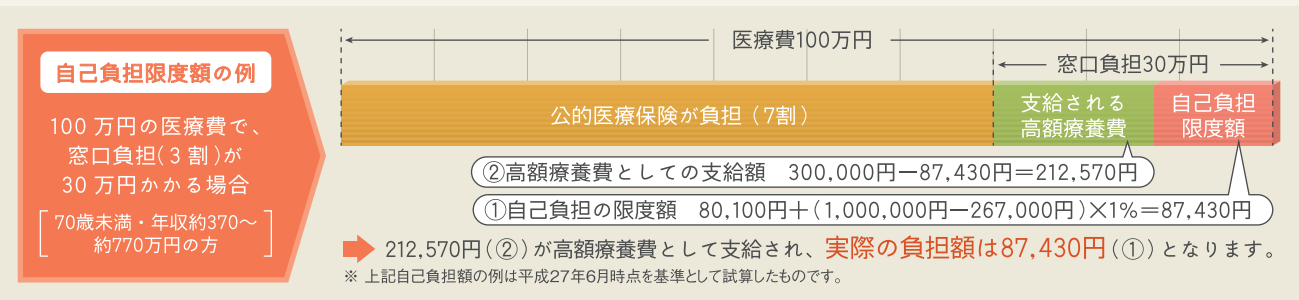 自己負担限度額の例
100万円の医療費で、
窓口負担(3割)が
30万円かかる場合
70歳未満・年収約370〜
約770万円の方
医療費100万円
窓口負担30万円
公的医療保険が負担(7割)
支給される
高額療養費
自己負担
限度額
②高額療養費としての支給額 300,000円ー87,430円＝212,570円
①自己負担の限度額 80,100円＋(1,000,000円ー267,000円)×1%＝87,430円
212,570円(②)が高額療養費として支給され、実際の負担額は87,430円(①)となります。
※ 上記自己負担額の例は平成27年6月時点を基準として試算したものです。